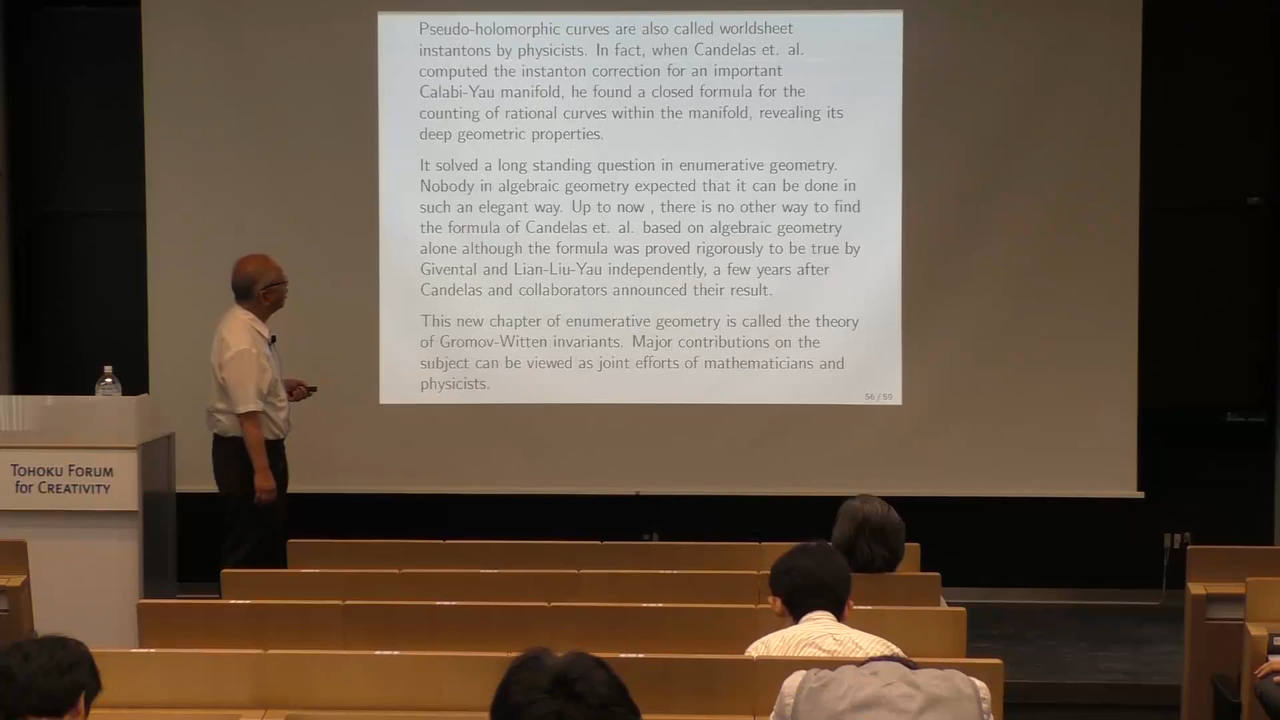 Pseudo-holomorphic curves are also called worldsheet
instantons by physicists. In fact, when Candelas et. al.
computed the instanton correction for an important
Calabi-Yau manifold, he found a closed formula for the
counting of rational curves within the manifold, revealing its
deep geometric properties.
It solved a long standing question in enumerative geometry.
Nobody in algebraic geometry expected that it can be done in
such an elegant way. Up to now , there is no other way to find
the formula of Candelas et. al. based on algebraic geometry
alone although the formula was proved rigorously to be true by
Givental and Lian-Liu-Yau independently, a few years after
Candelas and collaborators announced their result.
This new chapter of enumerative geometry is called the theory
of Gromov-Witten invariants. Major contributions on the
subject can be viewed as joint efforts of mathematicians and
physicists.
56 / 59
TOHOKU FORUM
for CREATIVITY